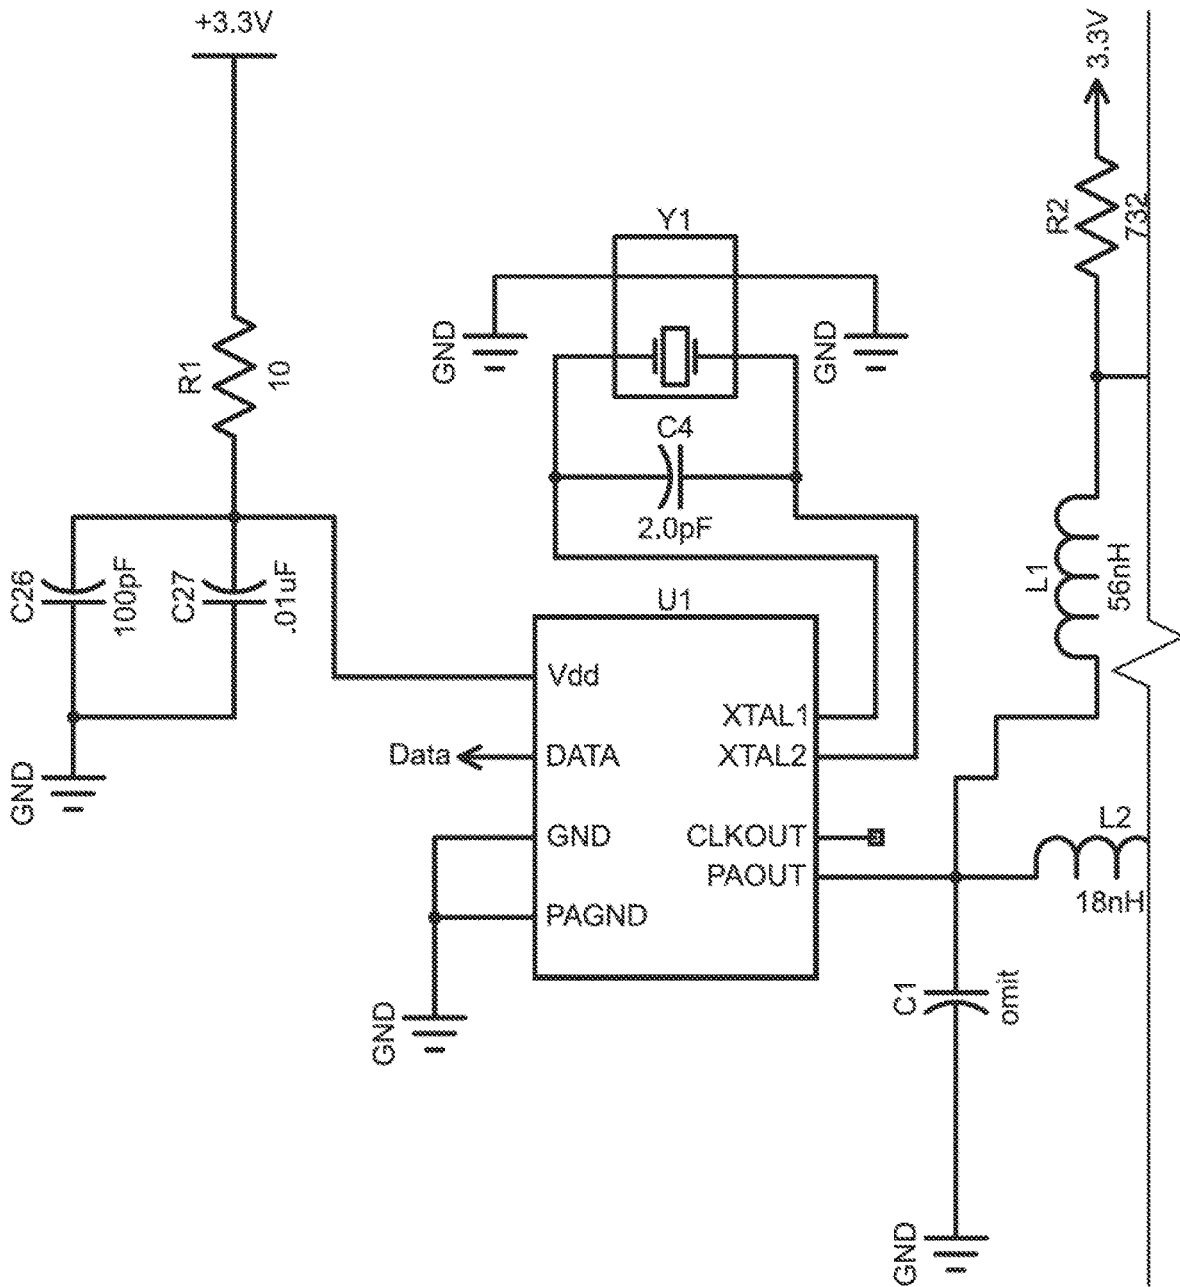 +3.3V
3.3V
R2
732
Y1
GND
GND
R1
10
C4
2.0pF
L1
56nH
C26
100pF
C27
.01uF
U1
Vdd
XTAL1
Data
DATA
XTAL2
GND
GND
CLKOUT
L2
PAOUT
18nH
PAGND
GND
C1
omit
GND